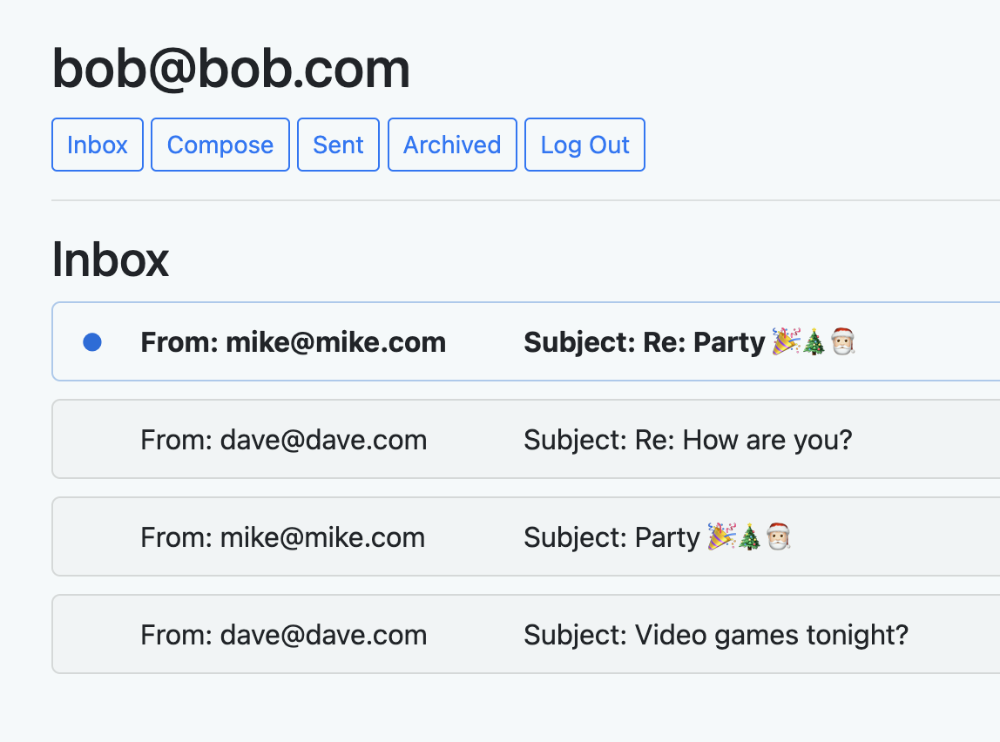 bob@bob.com
Inbox Compose Sent Archived Log Out
Inbox
From: mike@mike.com Subject: Re: Party 🎉🎄🎅🏻
From: dave@dave.com Subject: Re: How are you?
From: mike@mike.com Subject: Party 🎉🎄🎅🏻
From: dave@dave.com Subject: Video games tonight?